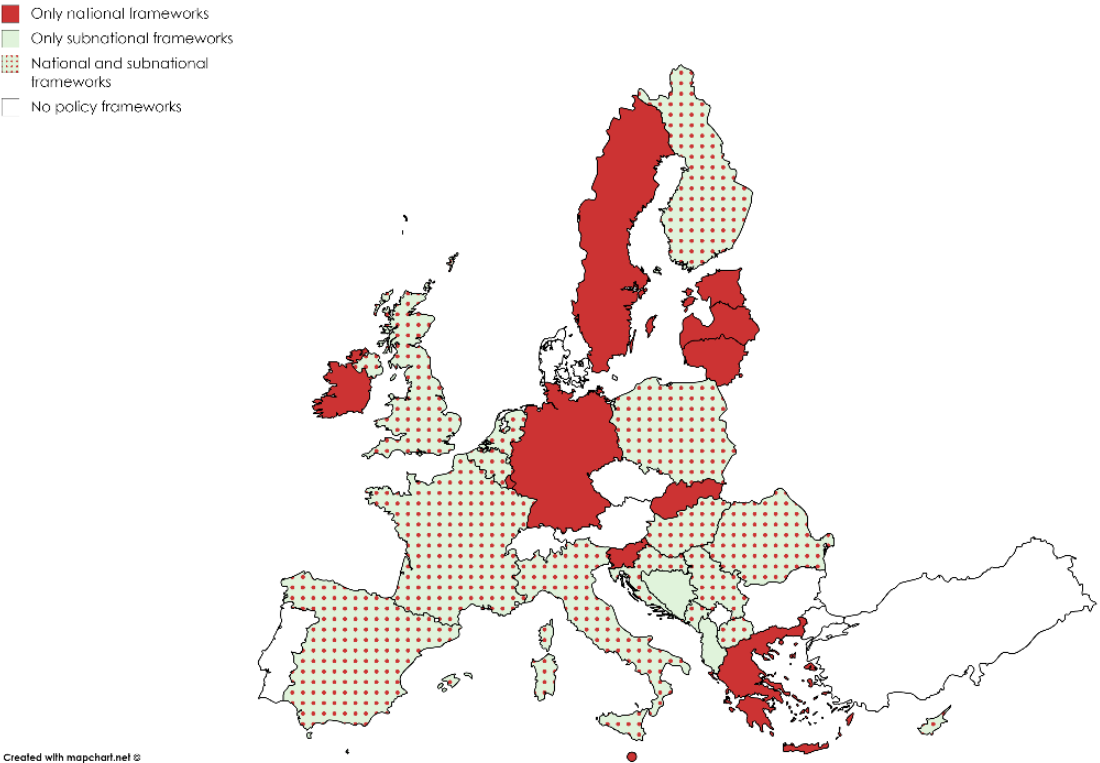 Only national frameworks
Only subnational frameworks
National and subnational
frameworks
No policy frameworks
Created with mapchart.net ©